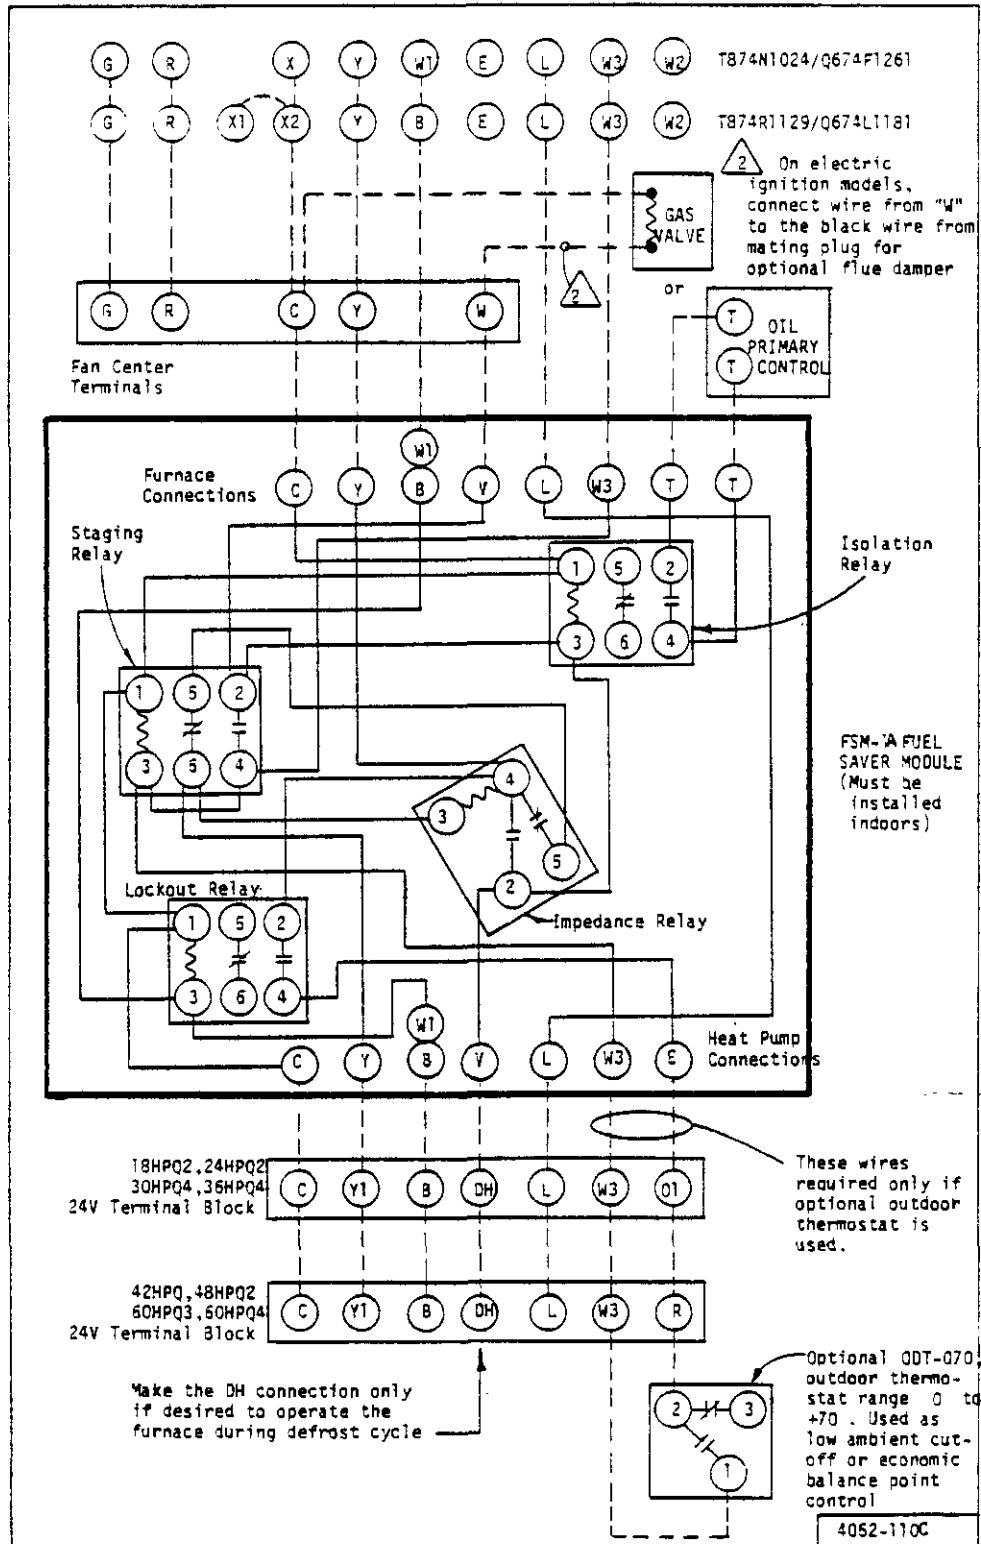 G R X Y W1 E L W3 W2 T874N1024/Q674F1261
G R X1 X2 Y B E L W3 W2 T874R1129/Q674L1181
2 On electric
ignition models,
connect wire from "W"
to the black wire from
mating plug for
optional flue damper
GAS
VALVE
2
or
G R C Y W
Fan Center
Terminals
T OIL
PRIMARY
T CONTROL
W1
Furnace
Connections
C Y B V L W3 T T
Staging
Relay
Isolation
Relay
1 5 2
3 6 4
1 5 2
3 5 4
4
3
5
2
FSM-1A FUEL
SAVER MODULE
(Must be
installed
indoors)
Lockout Relay
Impedance Relay
1 5 2
3 6 4
W1
Heat Pump
Connections
C Y B V L W3 E
18HPQ2,24HPQ2
30HPQ4,36HPQ4
24V Terminal Block
C Y1 B DH L W3 O1
These wires
required only if
optional outdoor
thermostat is
used.
42HPQ,48HPQ2
60HPQ3,60HPQ4
24V Terminal Block
C Y1 B DH L W3 R
Make the DH connection only
if desired to operate the
furnace during defrost cycle
2 3
1
Optional ODT-070,
outdoor thermo-
stat range 0 to
+70 . Used as
low ambient cut-
off or economic
balance point
control
4052-110C